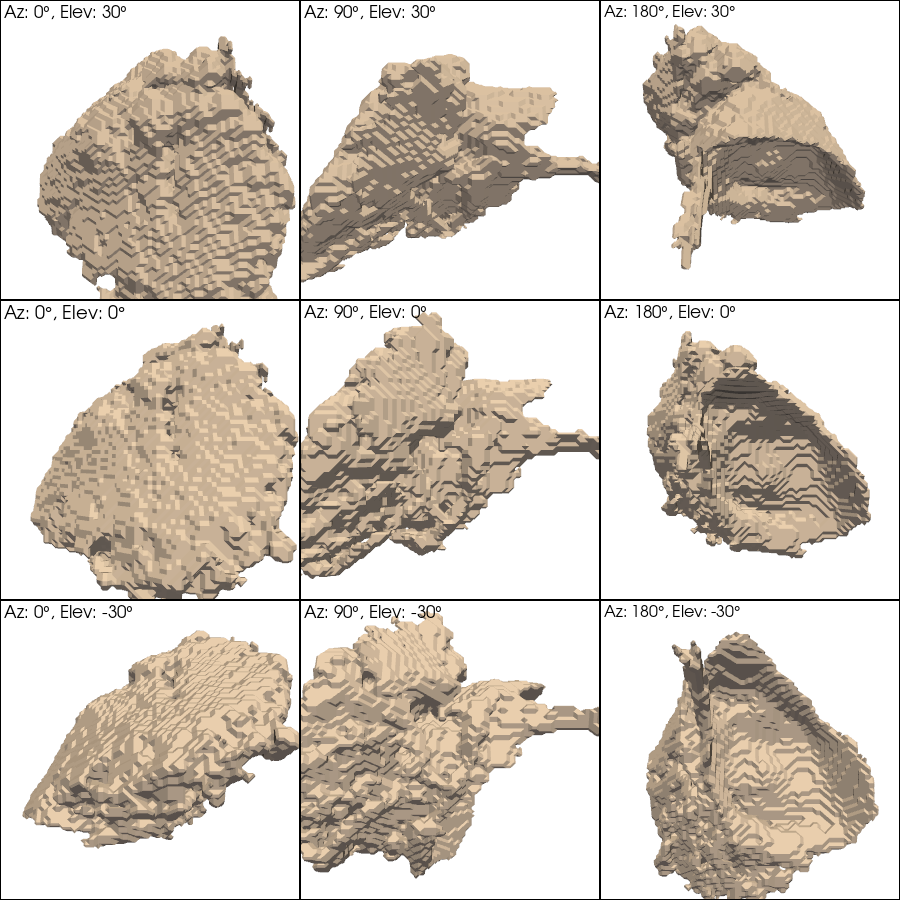 Az: 0°, Elev: 30°
Az: 90°, Elev: 30°
Az: 180°, Elev: 30°
Az: 0°, Elev: 0°
Az: 90°, Elev: 0°
Az: 180°, Elev: 0°
Az: 0°, Elev: -30°
Az: 90°, Elev: -30°
Az: 180°, Elev: -30°